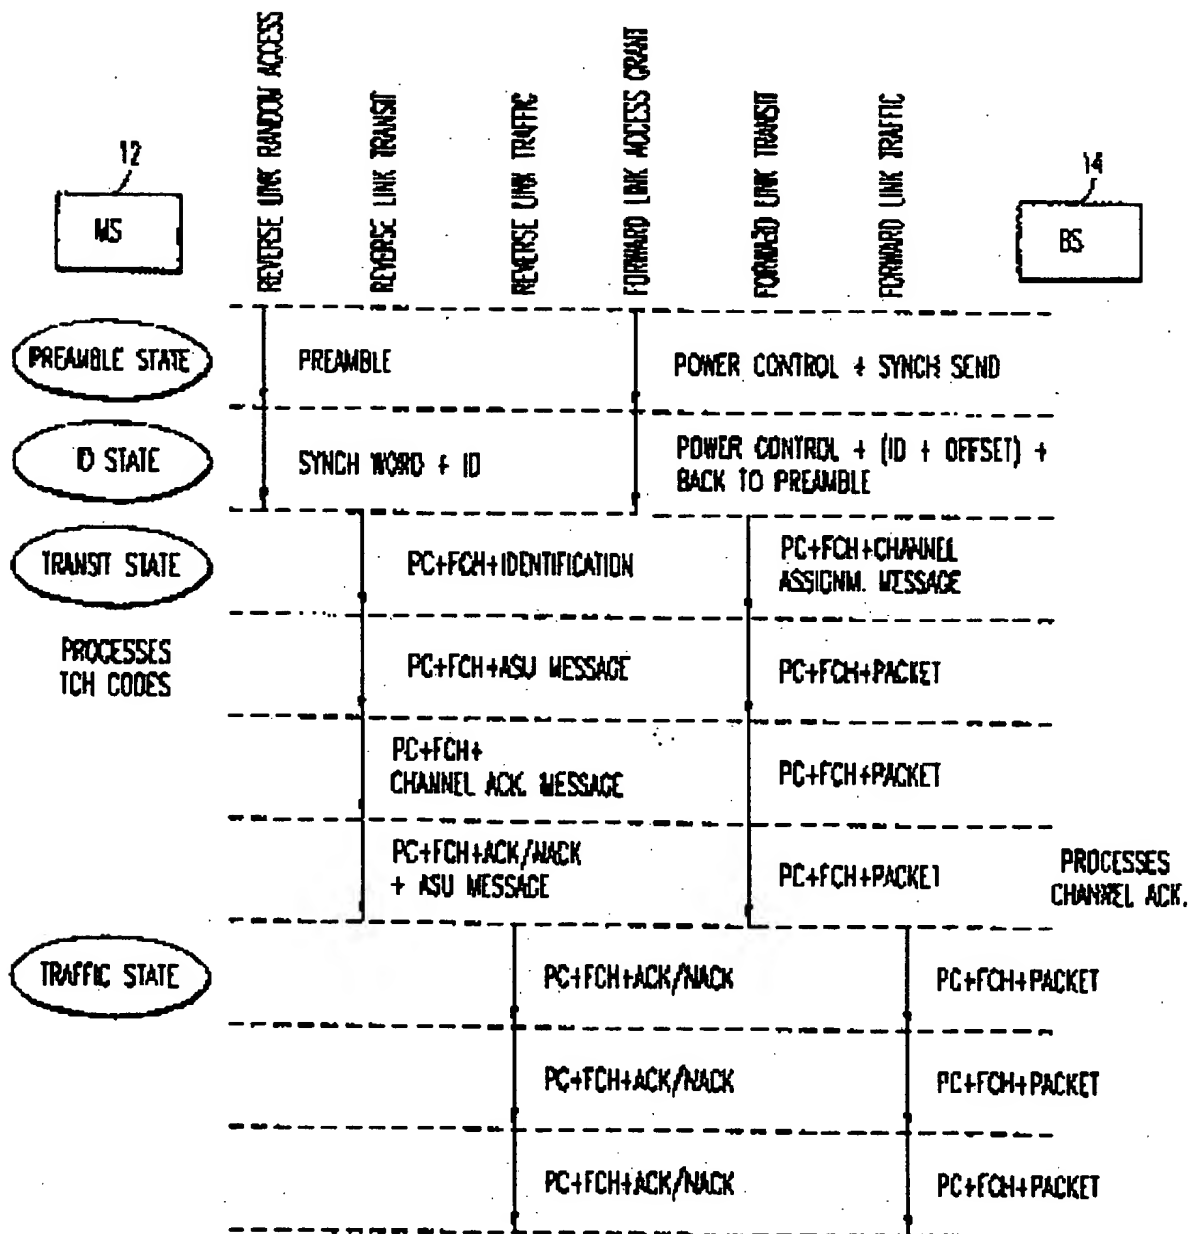 REVERSE LINK RANDOM ACCESS
REVERSE LINK TRANSIT
REVERSE LINK TRAFFIC
FORWARD LINK ACCESS GRANT
FORWARD LINK TRANSIT
FORWARD LINK TRAFFIC
12
MS
14
BS
PREAMBLE STATE
PREAMBLE
POWER CONTROL + SYNCH SEND
ID STATE
SYNCH WORD + ID
POWER CONTROL + (ID + OFFSET) +
BACK TO PREAMBLE
TRANSIT STATE
PC+FCH+IDENTIFICATION
PC+FCH+CHANNEL
ASSIGNM. MESSAGE
PROCESSES
TCH CODES
PC+FCH+ASU MESSAGE
PC+FCH+PACKET
PC+FCH+
CHANNEL ACK. MESSAGE
PC+FCH+PACKET
PC+FCH+ACK/NACK
+ ASU MESSAGE
PC+FCH+PACKET
PROCESSES
CHANNEL ACK.
TRAFFIC STATE
PC+FCH+ACK/NACK
PC+FCH+PACKET
PC+FCH+ACK/NACK
PC+FCH+PACKET
PC+FCH+ACK/NACK
PC+FCH+PACKET